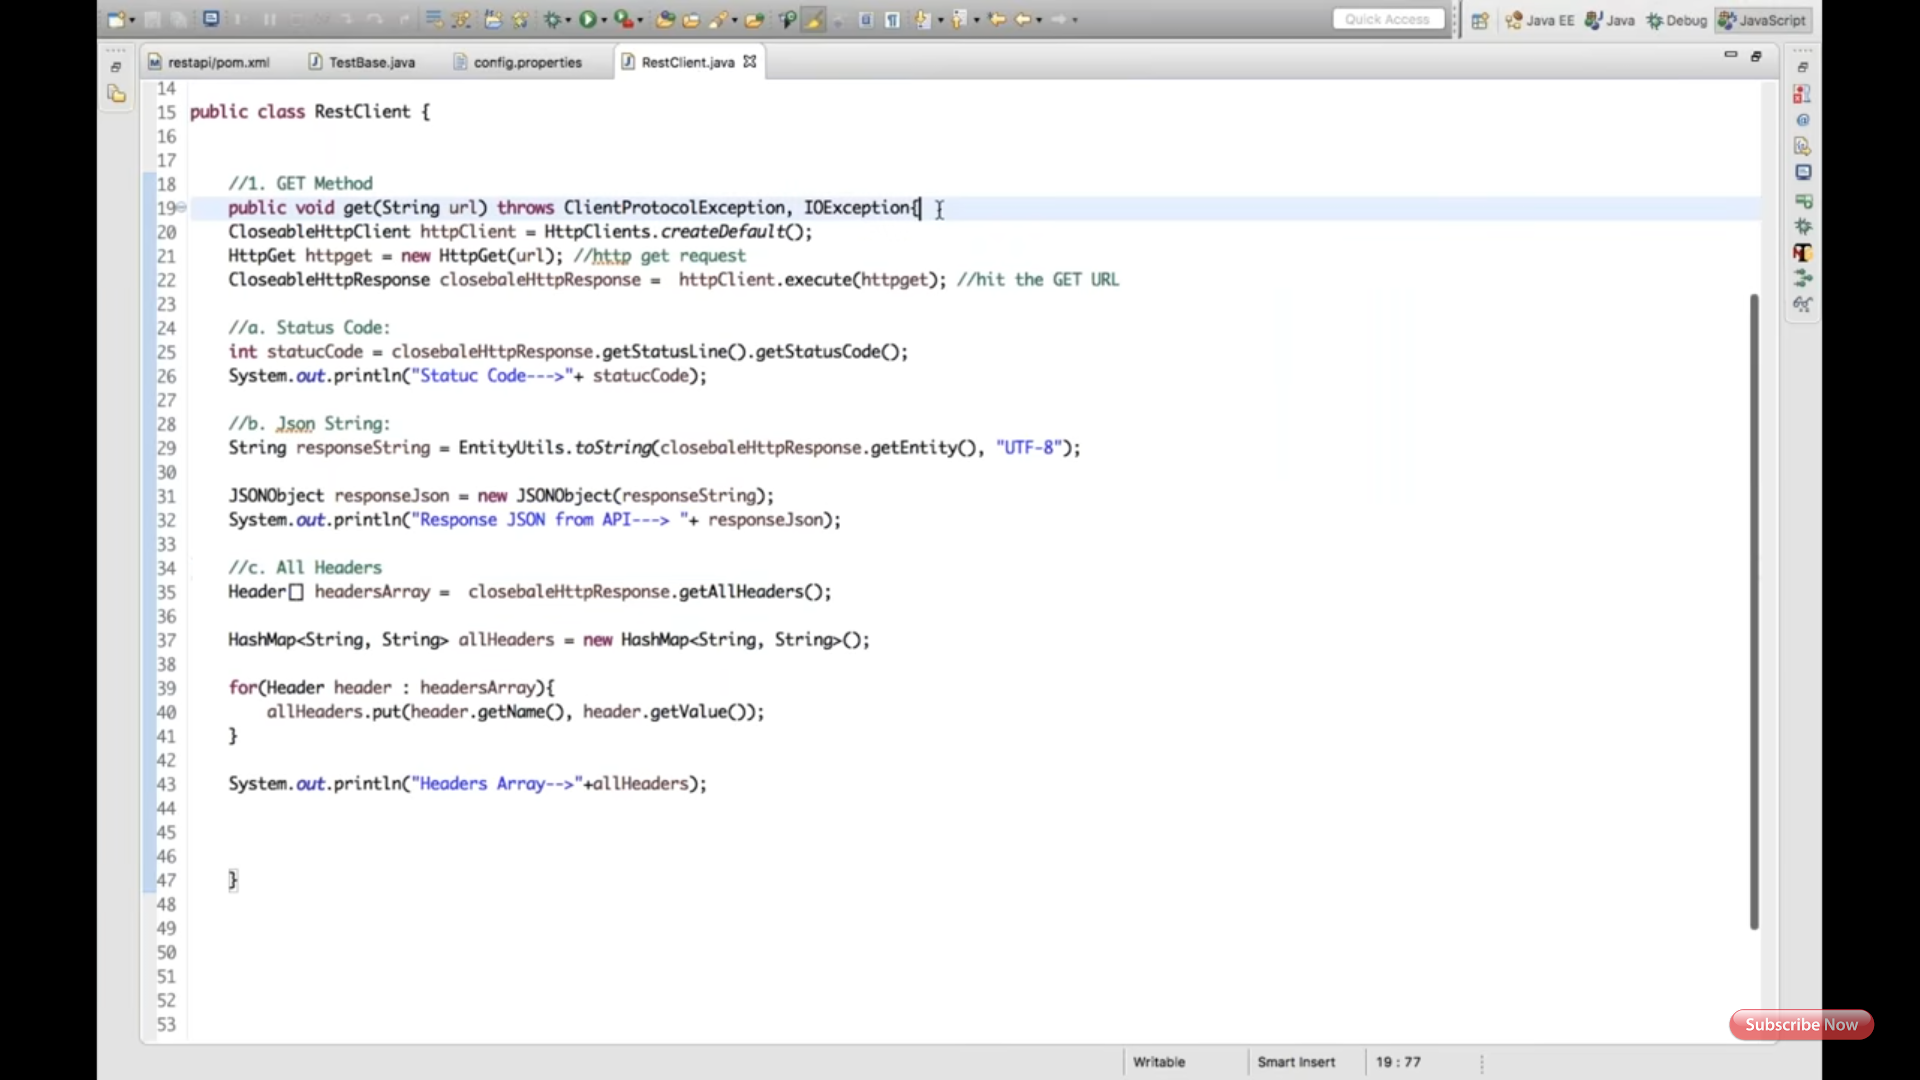 Quick Access
Java EE
Java
Debug
JavaScript
restapi/pom.xml
TestBase.java
config.properties
RestClient.java
14
15 public class RestClient {
16
17
18 //1. GET Method
19 public void get(String url) throws ClientProtocolException, IOException{
20 CloseableHttpClient httpClient = HttpClients.createDefault();
21 HttpGet httpget = new HttpGet(url); //http get request
22 CloseableHttpResponse closebaleHttpResponse =  httpClient.execute(httpget); //hit the GET URL
23
24 //a. Status Code:
25 int statucCode = closebaleHttpResponse.getStatusLine().getStatusCode();
26 System.out.println("Statuc Code--->"+ statucCode);
27
28 //b. Json String:
29 String responseString = EntityUtils.toString(closebaleHttpResponse.getEntity(), "UTF-8");
30
31 JSONObject responseJson = new JSONObject(responseString);
32 System.out.println("Response JSON from API---> "+ responseJson);
33
34 //c. All Headers
35 Header[] headersArray =  closebaleHttpResponse.getAllHeaders();
36
37 HashMap<String, String> allHeaders = new HashMap<String, String>();
38
39 for(Header header : headersArray){
40 allHeaders.put(header.getName(), header.getValue());
41 }
42
43 System.out.println("Headers Array-->"+allHeaders);
44
45
46
47 }
48
49
50
51
52
53
Subscribe Now
Writable
Smart Insert
19 : 77